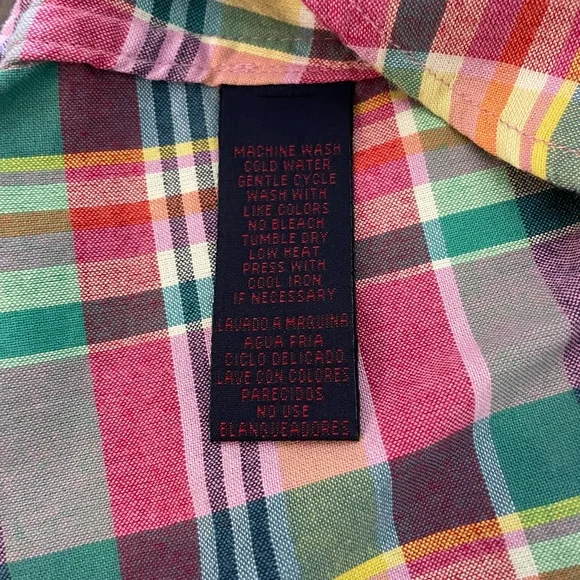 MACHINE WASH
COLD WATER
GENTLE CYCLE
WASH WITH
LIKE COLORS
NO BLEACH
TUMBLE DRY
LOW HEAT
PRESS WITH
COOL IRON
IF NECESSARY
LAVADO A MAQUINA
AGUA FRIA
CICLO DELICADO
LAVE CON COLORES
PARECIDOS
NO USE
BLANQUEADORES